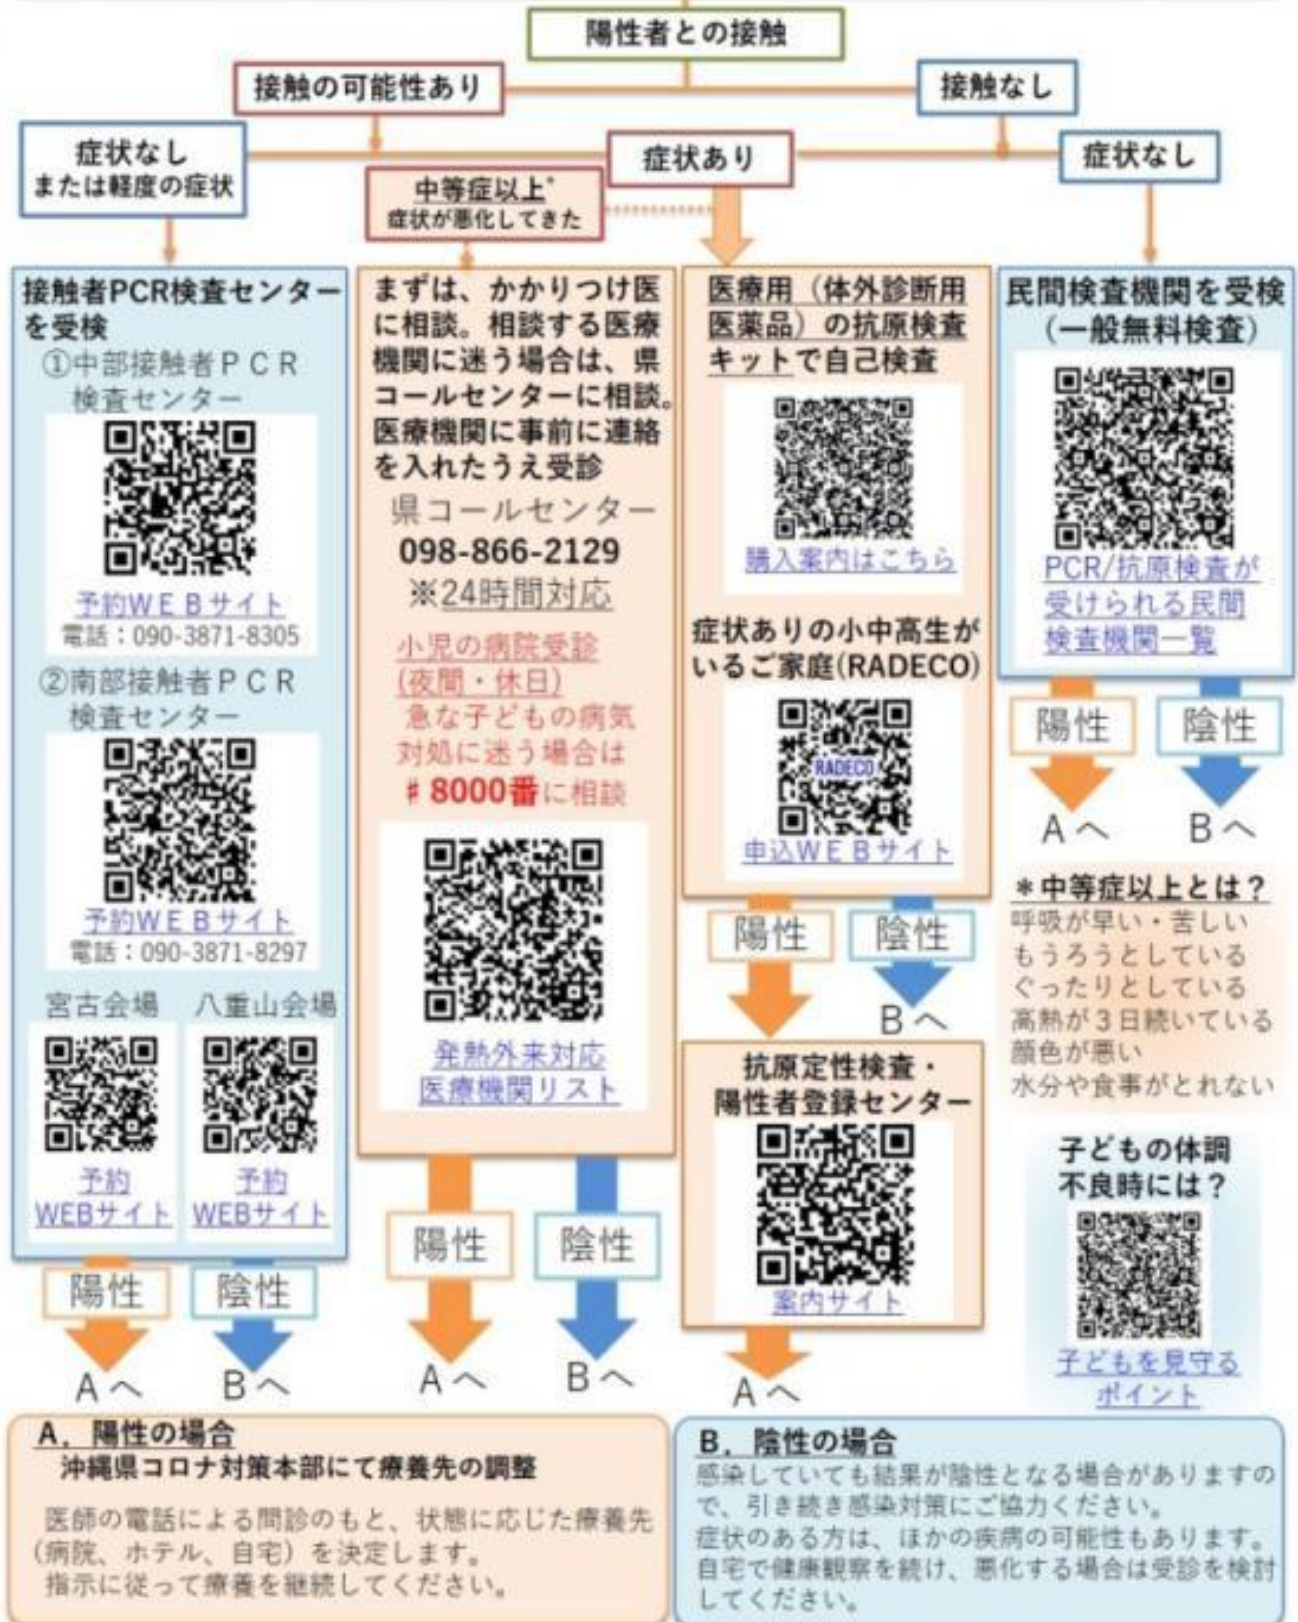 陽性者との接触
接触の可能性あり
接触なし
症状なし
または軽度の症状
症状あり
症状なし
中等症以上*
症状が悪化してきた
接触者PCR検査センター
を受検
①中部接触者PCR
検査センター
予約WEBサイト
電話：090-3871-8305
②南部接触者PCR
検査センター
予約WEBサイト
電話：090-3871-8297
宮古会場
予約
WEBサイト
八重山会場
予約
WEBサイト
陽性
陰性
Aへ
Bへ
まずは、かかりつけ医
に相談。相談する医療
機関に迷う場合は、県
コールセンターに相談。
医療機関に事前に連絡
を入れたうえ受診
県コールセンター
098-866-2129
※24時間対応
小児の病院受診
(夜間・休日)
急な子どもの病気
対処に迷う場合は
♯8000番に相談
発熱外来対応
医療機関リスト
陽性
陰性
Aへ
Bへ
医療用（体外診断用
医薬品）の抗原検査
キットで自己検査
購入案内はこちら
症状ありの小中高生が
いるご家庭(RADECO)
RADECO
申込WEBサイト
陽性
陰性
Bへ
抗原定性検査・
陽性者登録センター
案内サイト
Aへ
民間検査機関を受検
(一般無料検査)
PCR/抗原検査が
受けられる民間
検査機関一覧
陽性
陰性
Aへ
Bへ
＊中等症以上とは？
呼吸が早い・苦しい
もうろうとしている
ぐったりとしている
高熱が３日続いている
顔色が悪い
水分や食事がとれない
子どもの体調
不良時には？
子どもを見守る
ポイント
A．陽性の場合
沖縄県コロナ対策本部にて療養先の調整
医師の電話による問診のもと、状態に応じた療養先
(病院、ホテル、自宅）を決定します。
指示に従って療養を継続してください。
B．陰性の場合
感染していても結果が陰性となる場合がありますの
で、引き続き感染対策にご協力ください。
症状のある方は、ほかの疾病の可能性もあります。
自宅で健康観察を続け、悪化する場合は受診を検討
してください。